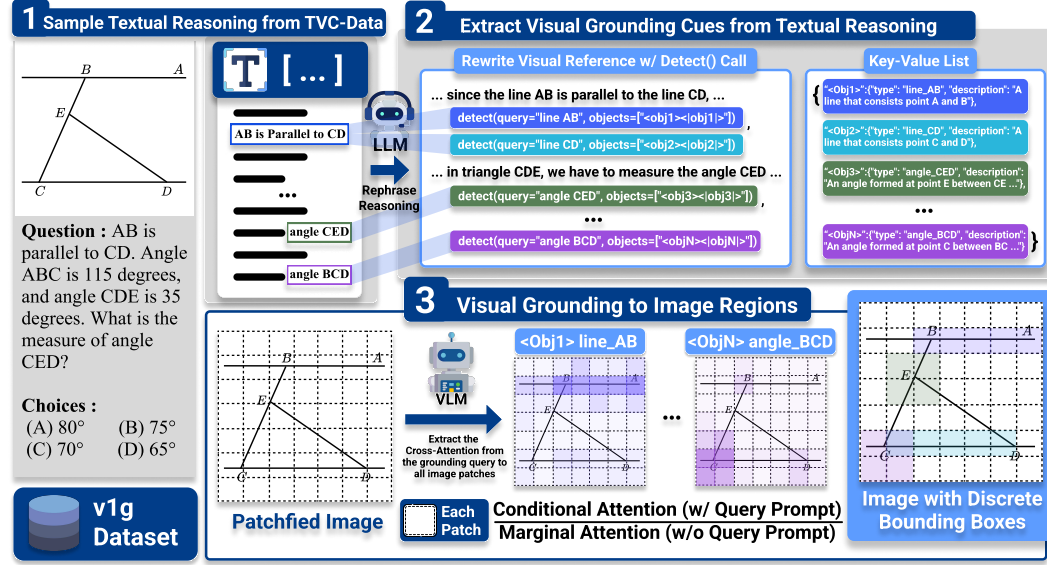 1 Sample Textual Reasoning from TVC-Data
B
A
E
C
D
Question : AB is
parallel to CD. Angle
ABC is 115 degrees,
and angle CDE is 35
degrees. What is the
measure of angle
CED?
Choices :
(A) 80° (B) 75°
(C) 70° (D) 65°
v1g
Dataset
T [ ... ]
AB is Parallel to CD
...
angle CED
angle BCD
LLM
Rephrase
Reasoning
2 Extract Visual Grounding Cues from Textual Reasoning
Rewrite Visual Reference w/ Detect() Call
... since the line AB is parallel to the line CD, ...
detect(query="line AB", objects=["<obj1><|obj1|>"]) ,
detect(query="line CD", objects=["<obj2><|obj2|>"])
... in triangle CDE, we have to measure the angle CED ...
detect(query="angle CED", objects=["<obj3><|obj3|>"]) ,
...
detect(query="angle BCD", objects=["<objN><|objN|>"])
Key-Value List
{ "<Obj1>":{"type": "line_AB", "description": "A
line that consists point A and B"},
"<Obj2>":{"type": "line_CD", "description": "A
line that consists point C and D"},
"<Obj3>":{"type": "angle_CED", "description":
"An angle formed at point E between CE ..."},
...
"<ObjN>":{"type": "angle_BCD", "description":
"An angle formed at point C between BC ..."} }
3 Visual Grounding to Image Regions
B
A
E
C
D
Patchfied Image
VLM
Extract the
Cross-Attention from
the grounding query to
all image patches
<Obj1> line_AB
B
A
E
C
D
...
<ObjN> angle_BCD
B
A
E
C
D
Each
Patch
Conditional Attention (w/ Query Prompt)
Marginal Attention (w/o Query Prompt)
B
A
E
C
D
Image with Discrete
Bounding Boxes